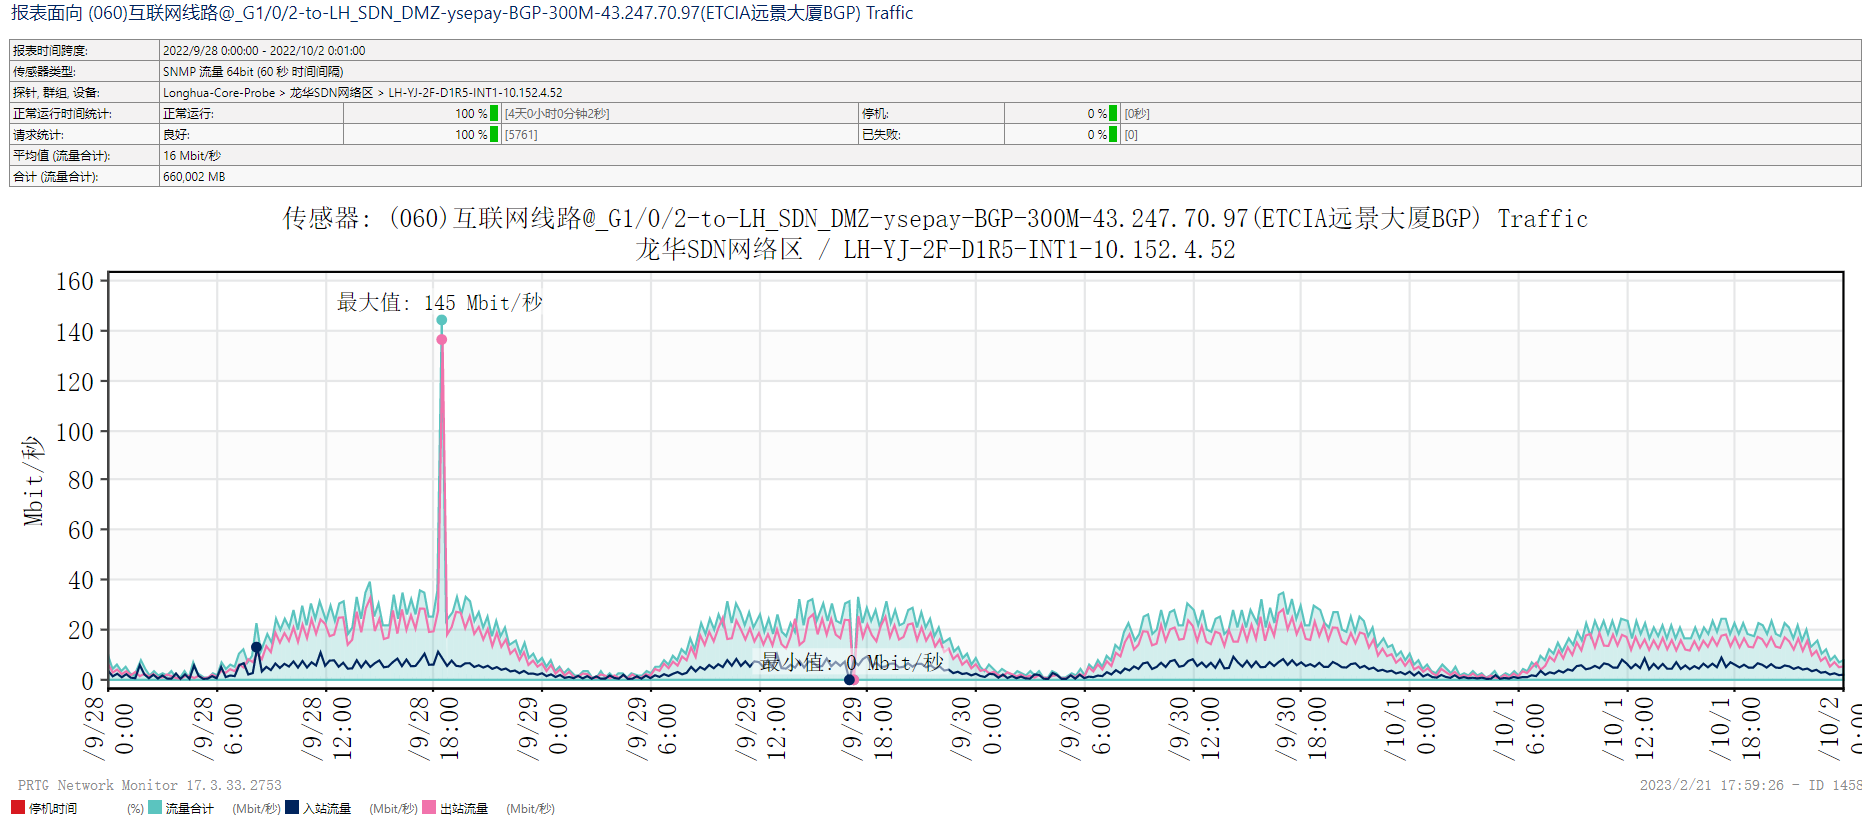 报表面向 (060)互联网线路@_G1/0/2-to-LH_SDN_DMZ-ysepay-BGP-300M-43.247.70.97(ETCIA远景大厦BGP) Traffic
报表时间跨度: 2022/9/28 0:00:00 - 2022/10/2 0:01:00
传感器类型: SNMP 流量 64bit (60 秒 时间间隔)
探针, 群组, 设备: Longhua-Core-Probe > 龙华SDN网络区 > LH-YJ-2F-D1R5-INT1-10.152.4.52
正常运行时间统计: 正常运行: 100 % [4天0小时0分钟2秒] 停机: 0 % [0秒]
请求统计: 良好: 100 % [5761] 已失败: 0 % [0]
平均值 (流量合计): 16 Mbit/秒
合计 (流量合计): 660,002 MB
传感器: (060)互联网线路@_G1/0/2-to-LH_SDN_DMZ-ysepay-BGP-300M-43.247.70.97(ETCIA远景大厦BGP) Traffic
龙华SDN网络区 / LH-YJ-2F-D1R5-INT1-10.152.4.52
160
最大值: 145 Mbit/秒
140
120
100
80
60
40
20
0
Mbit/秒
最小值: 0 Mbit/秒
/9/28 0:00
/9/28 6:00
/9/28 12:00
/9/28 18:00
/9/29 0:00
/9/29 6:00
/9/29 12:00
/9/29 18:00
/9/30 0:00
/9/30 6:00
/9/30 12:00
/9/30 18:00
/10/1 0:00
/10/1 6:00
/10/1 12:00
/10/1 18:00
/10/2 0:00
PRTG Network Monitor 17.3.33.2753
2023/2/21 17:59:26 - ID 1458
停机时间 (%) 流量合计 (Mbit/秒) 入站流量 (Mbit/秒) 出站流量 (Mbit/秒)